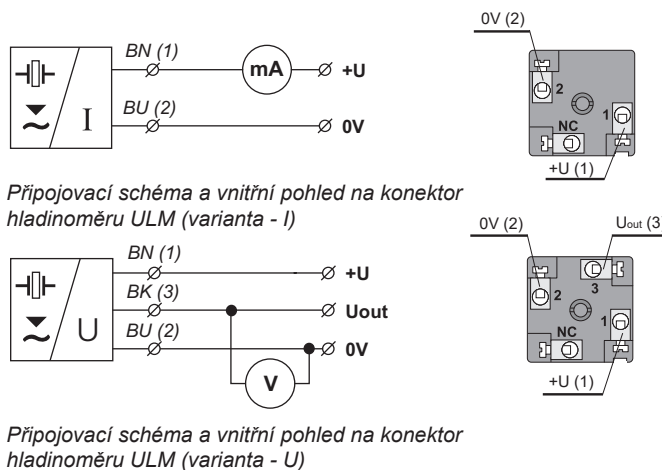 BN (1)
mA
+U
BU (2)
I
0V
0V (2)
2
1
NC
+U (1)
Připojovací schéma a vnitřní pohled na konektor
hladinoměru ULM (varianta - I)
BN (1)
+U
BK (3)
Uout
U
BU (2)
0V
V
0V (2)
Uout (3
3
2
1
NC
+U (1)
Připojovací schéma a vnitřní pohled na konektor
hladinoměru ULM (varianta - U)